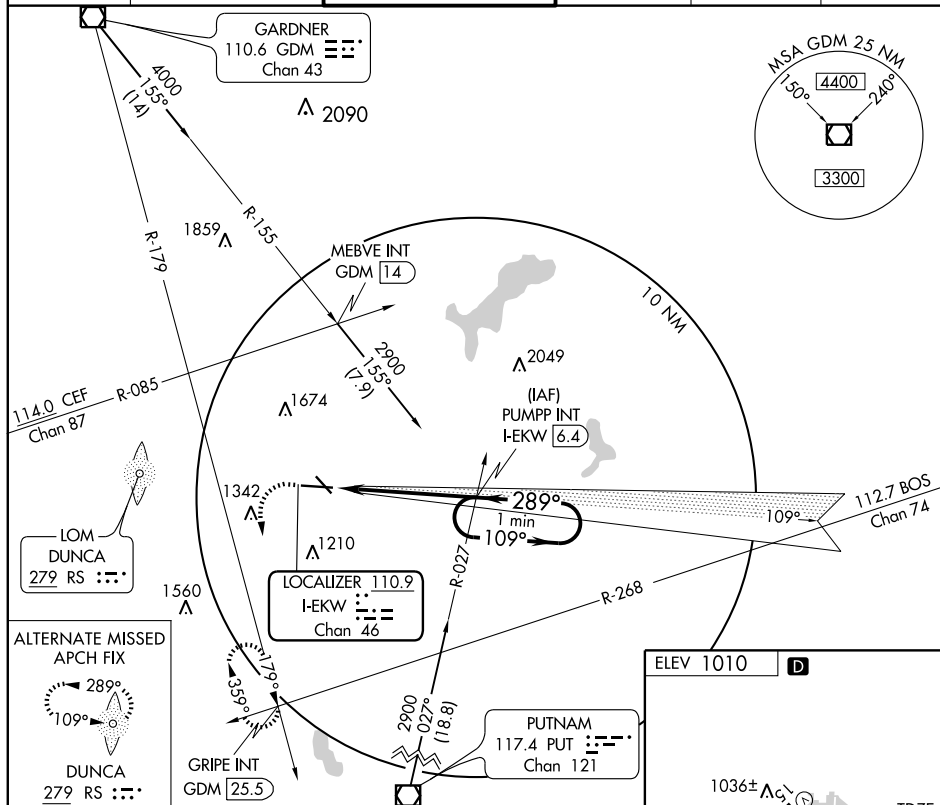 GARDNER
110.6 GDM
Chan 43
MSA GDM 25 NM
150°
4400
240°
3300
4000
155°
(14)
2090
R-179
R-155
1859
MEBVE INT
GDM 14
10 NM
2900
155°
(7.9)
2049
114.0 CEF
Chan 87
R-085
1674
(IAF)
PUMPP INT
I-EKW 6.4
1342
289°
1 min
109°
109°
112.7 BOS
Chan 74
LOM
DUNCA
279 RS
1210
LOCALIZER 110.9
I-EKW
Chan 46
R-027
R-268
1560
ALTERNATE MISSED
APCH FIX
289°
109°
DUNCA
279 RS
179°
359°
GRIPE INT
GDM 25.5
2900
027°
(18.8)
PUTNAM
117.4 PUT
Chan 121
ELEV 1010
D
1036±